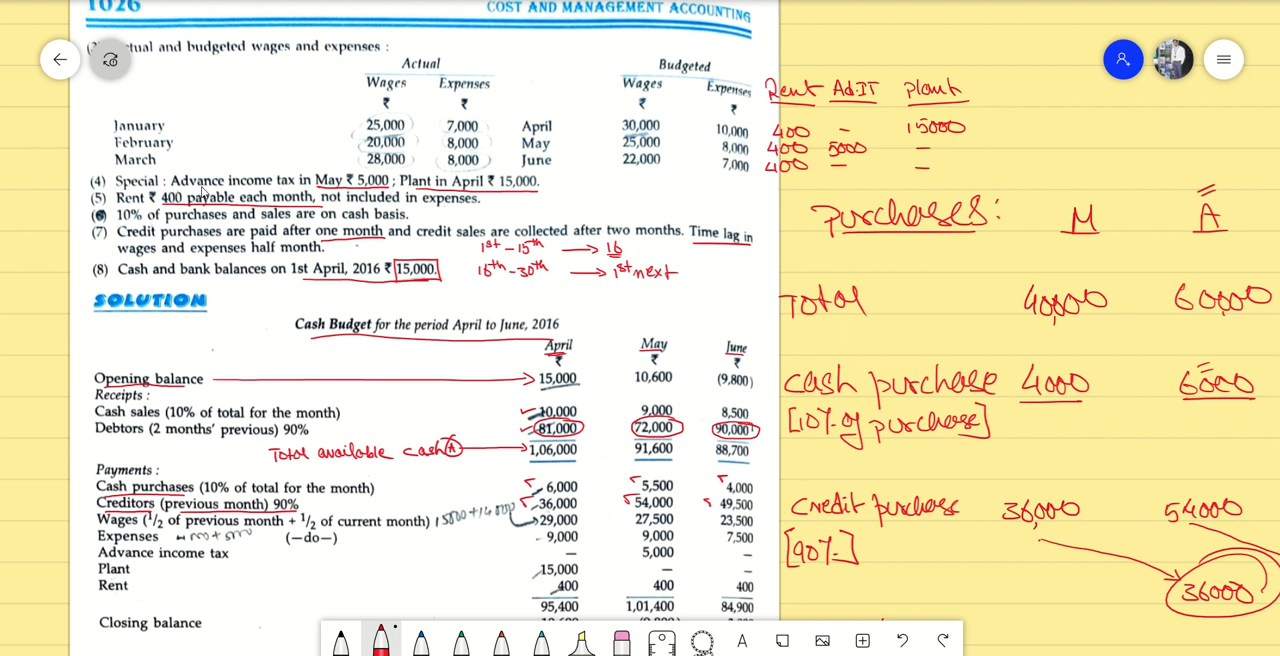 1026 COST AND MANAGEMENT ACCOUNTING
tual and budgeted wages and expenses :
Actual Budgeted
Wages Expenses Wages Expenses
₹ ₹ ₹ ₹
January 25,000 7,000 April 30,000 10,000
February 20,000 8,000 May 25,000 8,000
March 28,000 8,000 June 22,000 7,000
(4) Special : Advance income tax in May ₹ 5,000 ; Plant in April ₹ 15,000.
(5) Rent ₹ 400 payable each month, not included in expenses.
(6) 10% of purchases and sales are on cash basis.
(7) Credit purchases are paid after one month and credit sales are collected after two months. Time lag in
wages and expenses half month.
1st - 15th → 16
(8) Cash and bank balances on 1st April, 2016 ₹ 15,000.
16th - 30th → 1st next
SOLUTION
Cash Budget for the period April to June, 2016
April May June
₹ ₹ ₹
Opening balance 15,000 10,600 (9,800)
Receipts :
Cash sales (10% of total for the month) 10,000 9,000 8,500
Debtors (2 months' previous) 90% 81,000 72,000 90,000
Total available cash (A) → 1,06,000 91,600 88,700
Payments :
Cash purchases (10% of total for the month) 6,000 5,500 4,000
Creditors (previous month) 90% 36,000 54,000 49,500
Wages (1/2 of previous month + 1/2 of current month) 15000+14000 29,000 27,500 23,500
Expenses (—do—) 9,000 9,000 7,500
Advance income tax — 5,000 —
Plant 15,000 — —
Rent 400 400 400
95,400 1,01,400 84,900
Closing balance
Rent Ad.IT Plant
400 - 15000
400 5000 -
400 - -
Purchases: M A
Total 40,000 60,000
cash purchase 4000 6000
[10% of purchase]
Credit purchase 36,000 54000
[90%]
36000
A